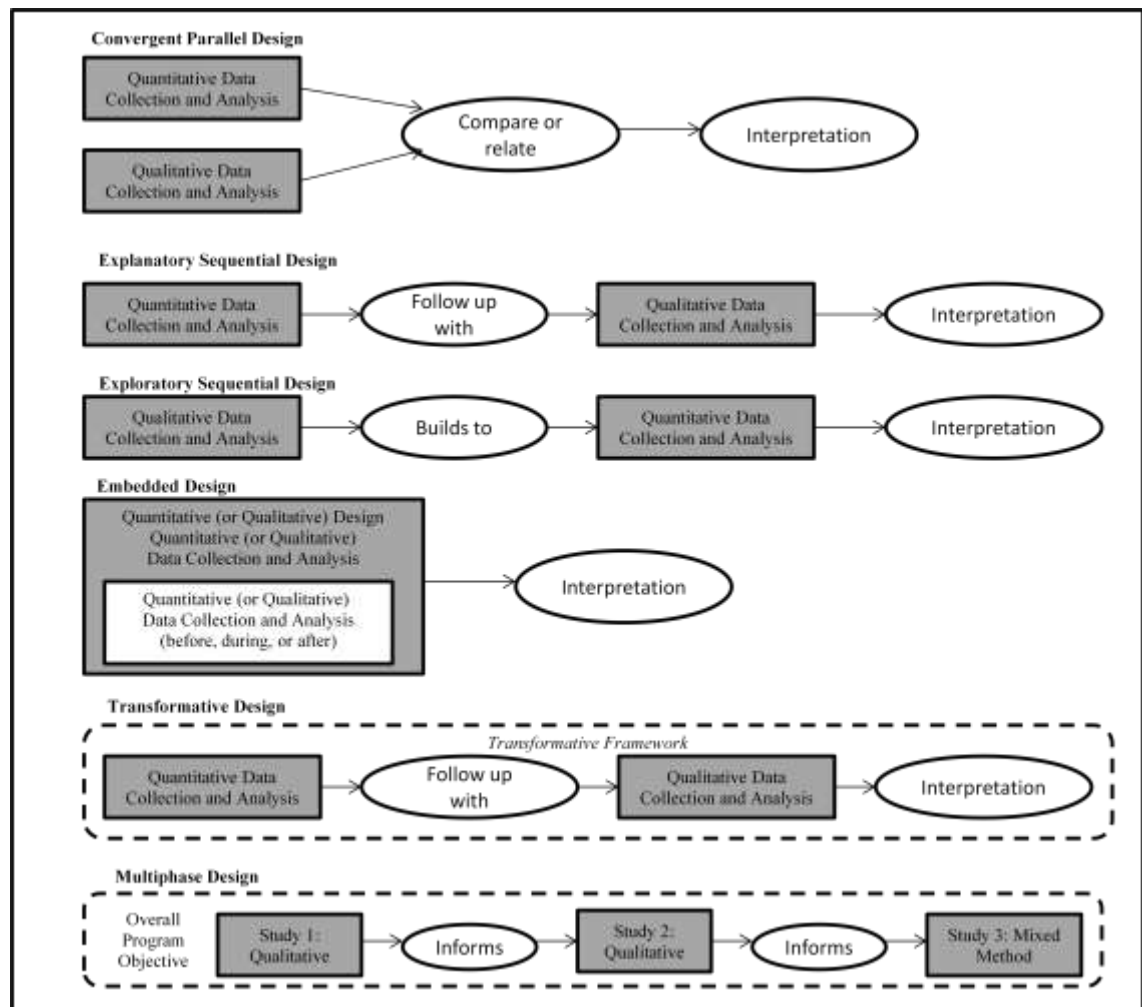 Convergent Parallel Design
Quantitative Data
Collection and Analysis
Qualitative Data
Collection and Analysis
Compare or
relate
Interpretation
Explanatory Sequential Design
Quantitative Data
Collection and Analysis
Follow up
with
Qualitative Data
Collection and Analysis
Interpretation
Exploratory Sequential Design
Qualitative Data
Collection and Analysis
Builds to
Quantitative Data
Collection and Analysis
Interpretation
Embedded Design
Quantitative (or Qualitative) Design
Quantitative (or Qualitative)
Data Collection and Analysis
Quantitative (or Qualitative)
Data Collection and Analysis
(before, during, or after)
Interpretation
Transformative Design
Transformative Framework
Quantitative Data
Collection and Analysis
Follow up
with
Qualitative Data
Collection and Analysis
Interpretation
Multiphase Design
Overall
Program
Objective
Study 1:
Qualitative
Informs
Study 2:
Qualitative
Informs
Study 3: Mixed
Method